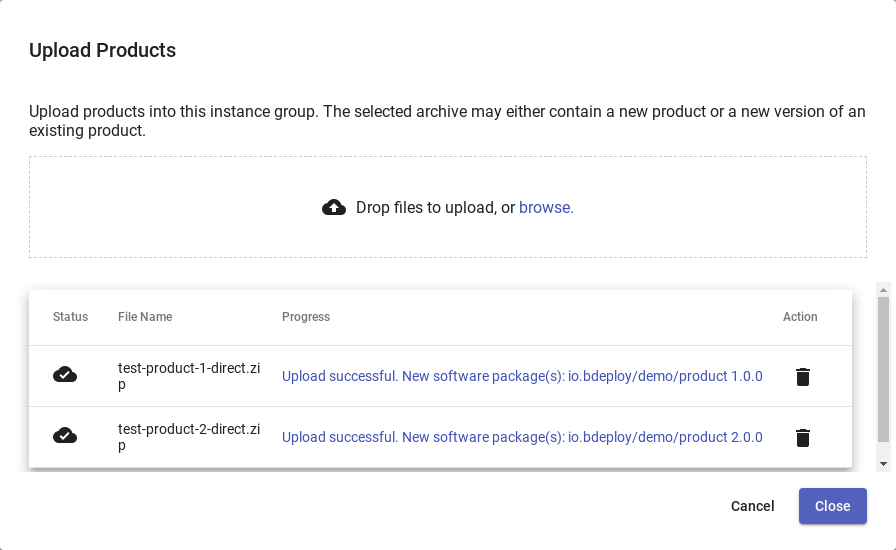 Upload Products
Upload products into this instance group. The selected archive may either contain a new product or a new version of an
existing product.
Drop files to upload, or browse.
Status File Name Progress Action
test-product-1-direct.zi
p
Upload successful. New software package(s): io.bdeploy/demo/product 1.0.0
test-product-2-direct.zi
p
Upload successful. New software package(s): io.bdeploy/demo/product 2.0.0
Cancel Close